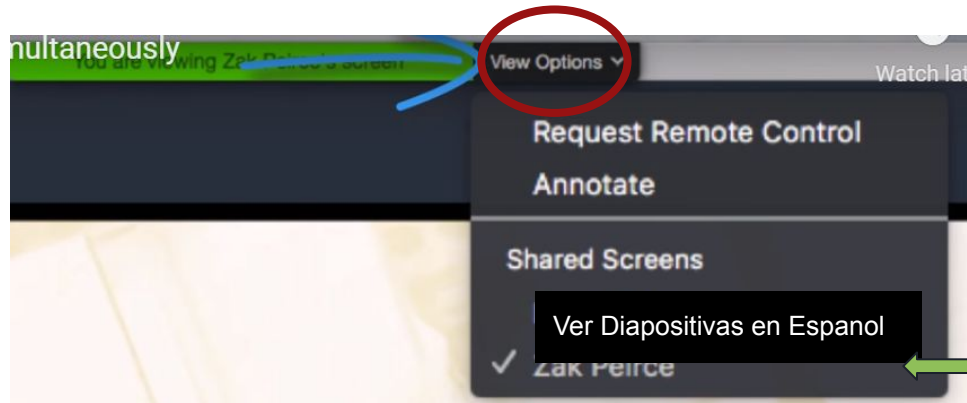 multaneously
You are viewing Zak Peirce's screen
View Options
Watch lat
Request Remote Control
Annotate
Shared Screens
Ver Diapositivas en Espanol
Zak Peirce